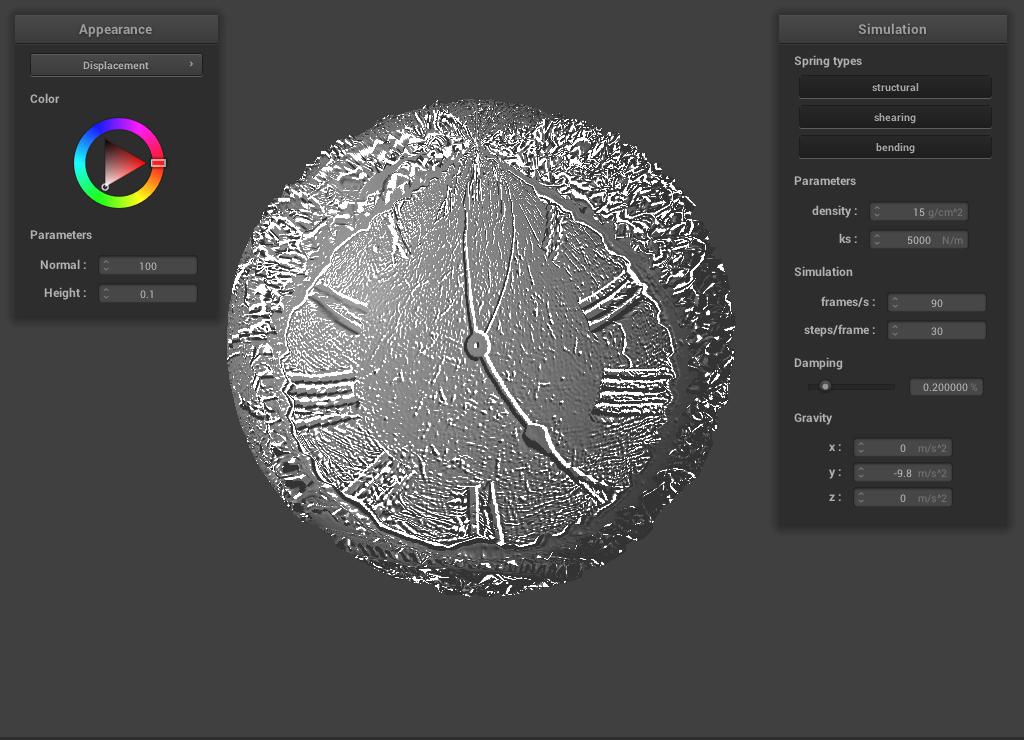 Appearance
Displacement
Color
Parameters
Normal : 100
Height : 0.1
Simulation
Spring types
structural
shearing
bending
Parameters
density : 15 g/cm^2
ks : 5000 N/m
Simulation
frames/s : 90
steps/frame : 30
Damping
0.200000 %
Gravity
x : 0 m/s^2
y : -9.8 m/s^2
z : 0 m/s^2